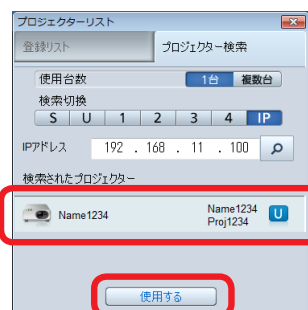 プロジェクターリスト
登録リスト プロジェクター検索
使用台数 1台 複数台
検索切換
S U 1 2 3 4 IP
IPアドレス 192 . 168 . 11 . 100
検索されたプロジェクター
Name1234 Name1234 U
Proj1234
使用する